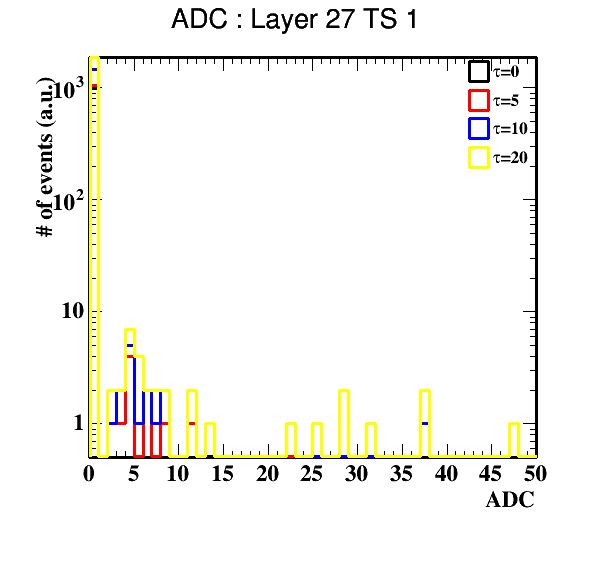 ADC : Layer 27 TS 1
# of events (a.u.)
10³
10²
10
1
τ=0
τ=5
τ=10
τ=20
0 5 10 15 20 25 30 35 40 45 50
ADC